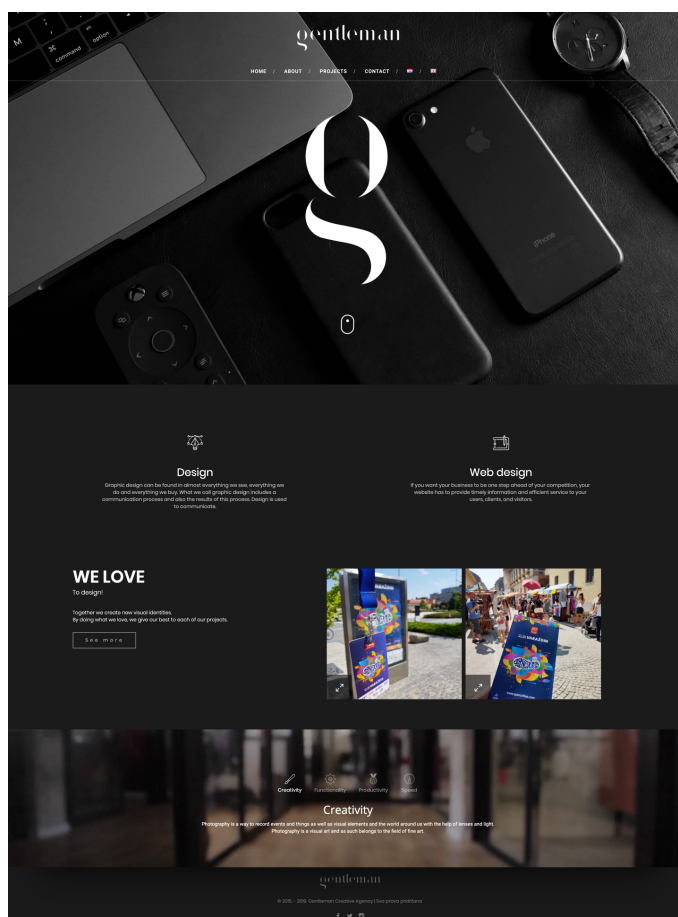 M
command
option
gentleman
HOME / ABOUT / PROJECTS / CONTACT / /
g
iPhone
Design
Graphic design can be found in almost everything we see, everything we
do and everything we buy. What we call graphic design includes a
communication process and also the results of this process. Design is used
to communicate.
Web design
If you want your business to be one step ahead of your competition, your
website has to provide timely information and efficient service to your
users, clients, and visitors.
WE LOVE
To design!
Together we create new visual identities.
By doing what we love, we give our best to each of our projects.
See more
Creativity
Functionality
Productivity
Speed
Creativity
Photography is a way to record events and things as well as visual elements and the world around us with the help of lenses and light.
Photography is a visual art and as such belongs to the field of fine art.
gentleman
© 2015. - 2019. Gentleman Creative Agency | Sva prava pridržana